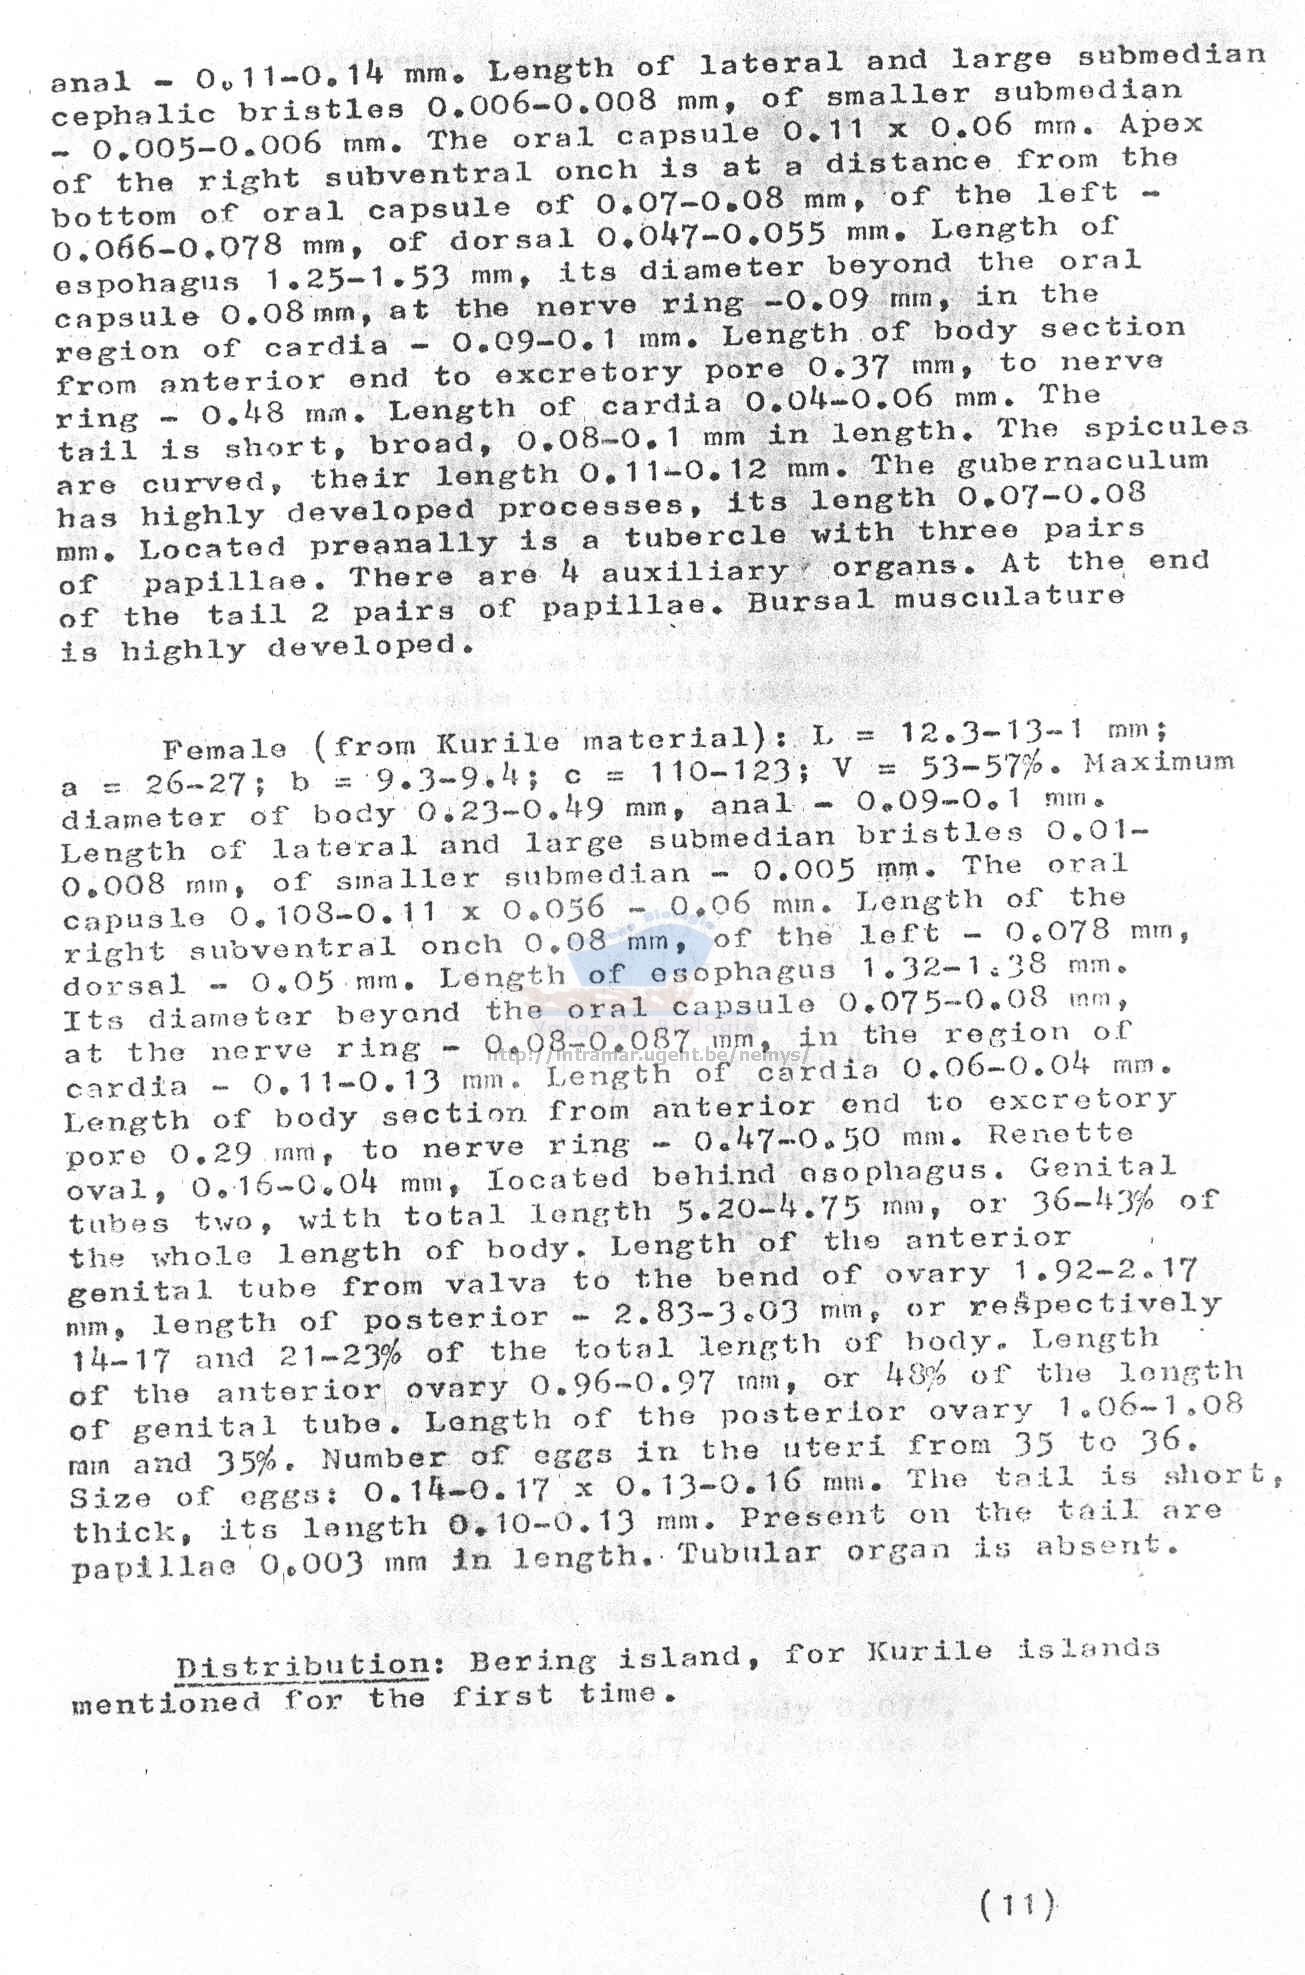 anal - 0.11-0.14 mm. Length of lateral and large submedian
cephalic bristles 0.006-0.008 mm, of smaller submedian
- 0.005-0.006 mm. The oral capsule 0.11 x 0.06 mm. Apex
of the right subventral onch is at a distance from the
bottom of oral capsule of 0.07-0.08 mm, of the left -
0.066-0.078 mm, of dorsal 0.047-0.055 mm. Length of
espohagus 1.25-1.53 mm, its diameter beyond the oral
capsule 0.08 mm, at the nerve ring -0.09 mm, in the
region of cardia - 0.09-0.1 mm. Length of body section
from anterior end to excretory pore 0.37 mm, to nerve
ring - 0.48 mm. Length of cardia 0.04-0.06 mm. The
tail is short, broad, 0.08-0.1 mm in length. The spicules
are curved, their length 0.11-0.12 mm. The gubernaculum
has highly developed processes, its length 0.07-0.08
mm. Located preanally is a tubercle with three pairs
of papillae. There are 4 auxiliary organs. At the end
of the tail 2 pairs of papillae. Bursal musculature
is highly developed.
Female (from Kurile material): L = 12.3-13-1 mm;
a = 26-27; b = 9.3-9.4; c = 110-123; V = 53-57%. Maximum
diameter of body 0.23-0.49 mm, anal - 0.09-0.1 mm.
Length of lateral and large submedian bristles 0.01-
0.008 mm, of smaller submedian - 0.005 mm. The oral
capusle 0.108-0.11 x 0.056 - 0.06 mm. Length of the
right subventral onch 0.08 mm, of the left - 0.078 mm,
dorsal - 0.05 mm. Length of esophagus 1.32-1.38 mm.
Its diameter beyond the oral capsule 0.075-0.08 mm,
at the nerve ring - 0.08-0.087 mm, in the region of
http://intramar.ugent.be/nemys/
cardia - 0.11-0.13 mm. Length of cardia 0.06-0.04 mm.
Length of body section from anterior end to excretory
pore 0.29 mm, to nerve ring - 0.47-0.50 mm. Renette
oval, 0.16-0.04 mm, located behind esophagus. Genital
tubes two, with total length 5.20-4.75 mm, or 36-43% of
the whole length of body. Length of the anterior
genital tube from valva to the bend of ovary 1.92-2.17
mm, length of posterior - 2.83-3.03 mm, or respectively
14-17 and 21-23% of the total length of body. Length
of the anterior ovary 0.96-0.97 mm, or 48% of the length
of genital tube. Length of the posterior ovary 1.06-1.08
mm and 35%. Number of eggs in the uteri from 35 to 36.
Size of eggs: 0.14-0.17 x 0.13-0.16 mm. The tail is short,
thick, its length 0.10-0.13 mm. Present on the tail are
papillae 0.003 mm in length. Tubular organ is absent.
Distribution: Bering island, for Kurile islands
mentioned for the first time.
(11)